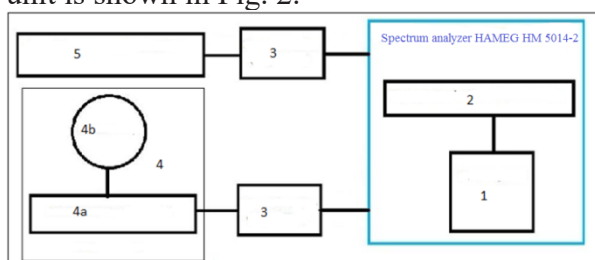 unit is shown in Fig. 2.
Spectrum analyzer HAMEG HM 5014-2
5
3
2
4b
4
4a
3
1